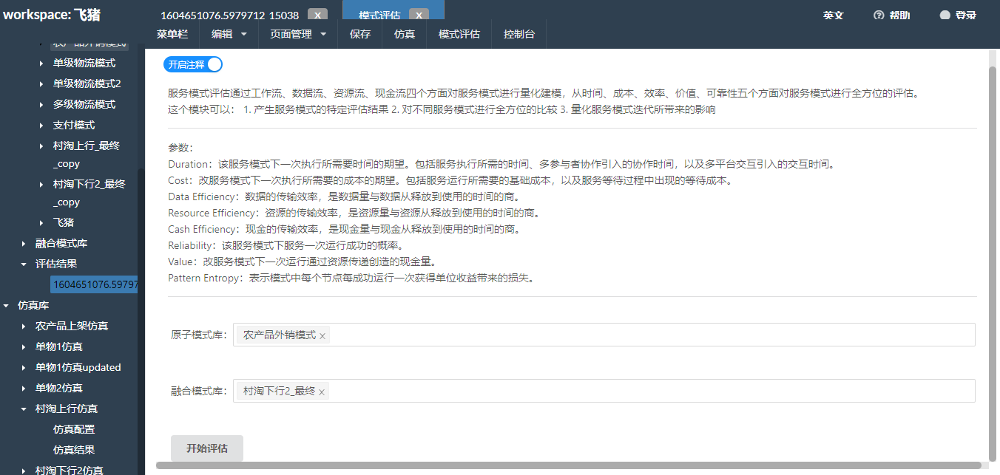 workspace: 飞猪
1604651076.5979712_15038 x
模式评估 x
英文
帮助
登录
菜单栏
编辑
页面管理
保存
仿真
模式评估
控制台
农产品外销模式
单级物流模式
单级物流模式2
多级物流模式
支付模式
村淘上行_最终
_copy
村淘下行2_最终
_copy
飞猪
融合模式库
评估结果
1604651076.59797
仿真库
农产品上架仿真
单物1仿真
单物1仿真updated
单物2仿真
村淘上行仿真
仿真配置
仿真结果
村淘下行2仿真
开启注释
服务模式评估通过工作流、数据流、资源流、现金流四个方面对服务模式进行量化建模，从时间、成本、效率、价值、可靠性五个方面对服务模式进行全方位的评估。
这个模块可以： 1. 产生服务模式的特定评估结果 2. 对不同服务模式进行全方位的比较 3. 量化服务模式迭代所带来的影响
参数：
Duration：该服务模式下一次执行所需要时间的期望。包括服务执行所需的时间、多参与者协作引入的协作时间，以及多平台交互引入的交互时间。
Cost：改服务模式下一次执行所需要的成本的期望。包括服务运行所需要的基础成本，以及服务等待过程中出现的等待成本。
Data Efficiency：数据的传输效率，是数据量与数据从释放到使用的时间的商。
Resource Efficiency：资源的传输效率，是资源量与资源从释放到使用的时间的商。
Cash Efficiency：现金的传输效率，是现金量与现金从释放到使用的时间的商。
Reliability：该服务模式下服务一次运行成功的概率。
Value：改服务模式下一次运行通过资源传递创造的现金量。
Pattern Entropy：表示模式中每个节点每成功运行一次获得单位收益带来的损失。
原子模式库： 农产品外销模式 x
融合模式库： 村淘下行2_最终 x
开始评估